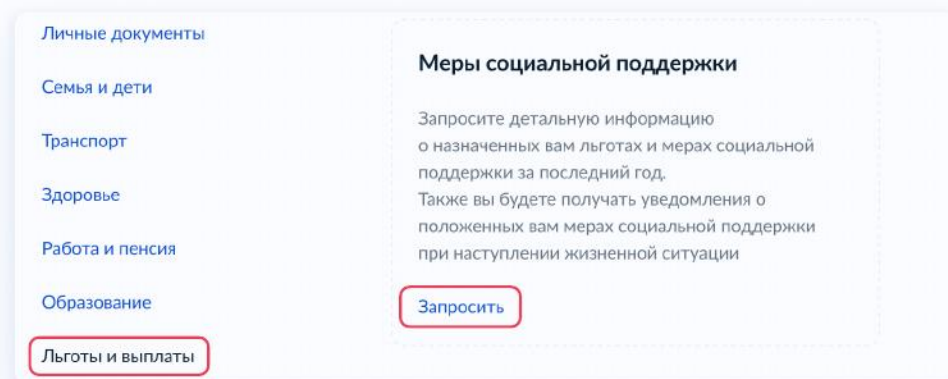 Личные документы
Семья и дети
Транспорт
Здоровье
Работа и пенсия
Образование
Льготы и выплаты
Меры социальной поддержки
Запросите детальную информацию
о назначенных вам льготах и мерах социальной
поддержки за последний год.
Также вы будете получать уведомления о
положенных вам мерах социальной поддержки
при наступлении жизненной ситуации
Запросить